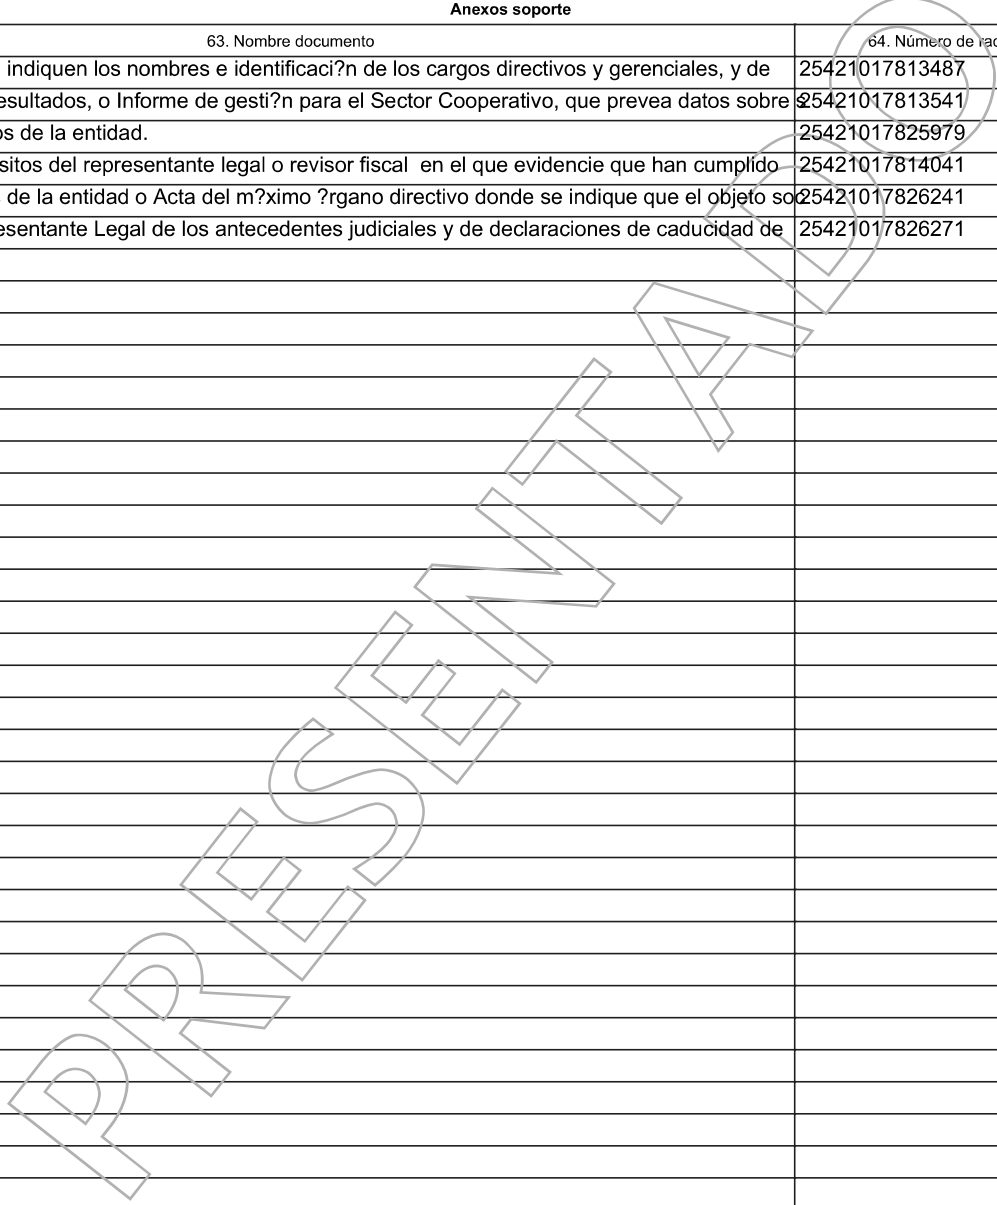 Anexos soporte
63. Nombre documento 64. Número de
indiquen los nombres e identificaci?n de los cargos directivos y gerenciales, y de 25421017813487
esultados, o Informe de gesti?n para el Sector Cooperativo, que prevea datos sobre s 25421017813541
os de la entidad. 25421017825979
sitos del representante legal o revisor fiscal en el que evidencie que han cumplido 25421017814041
de la entidad o Acta del m?ximo ?rgano directivo donde se indique que el objeto soc 25421017826241
esentante Legal de los antecedentes judiciales y de declaraciones de caducidad de 25421017826271
PRESENTADO